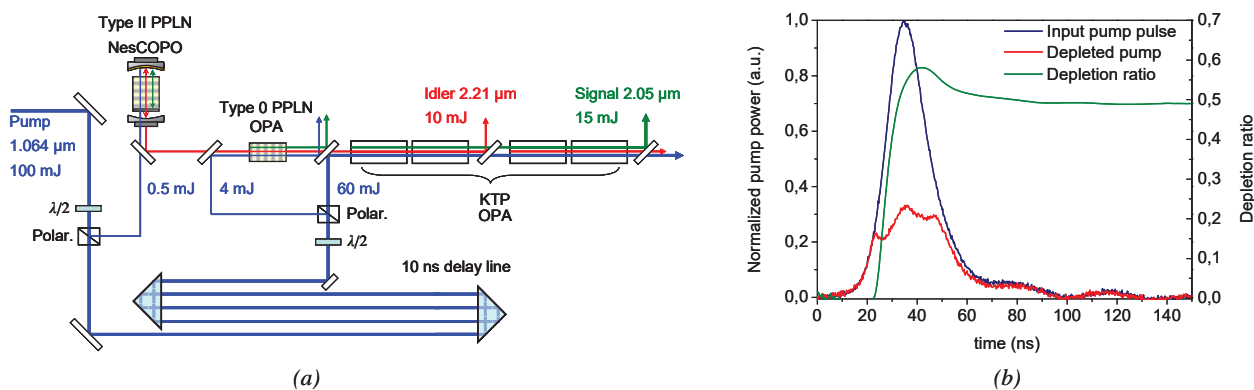 Type II PPLN
NesCOPO
Type 0 PPLN
OPA
Pump
1.064 µm
100 mJ
0.5 mJ
4 mJ
60 mJ
λ/2
Polar.
Polar.
λ/2
Idler 2.21 µm
10 mJ
Signal 2.05 µm
15 mJ
KTP
OPA
10 ns delay line
(a)
Normalized pump power (a.u.)
1,0
0,8
0,6
0,4
0,2
0,0
Input pump pulse
Depleted pump
Depletion ratio
0,7
0,6
0,5
0,4
0,3
0,2
0,1
0,0
Depletion ratio
0 20 40 60 80 100 120 140
time (ns)
(b)